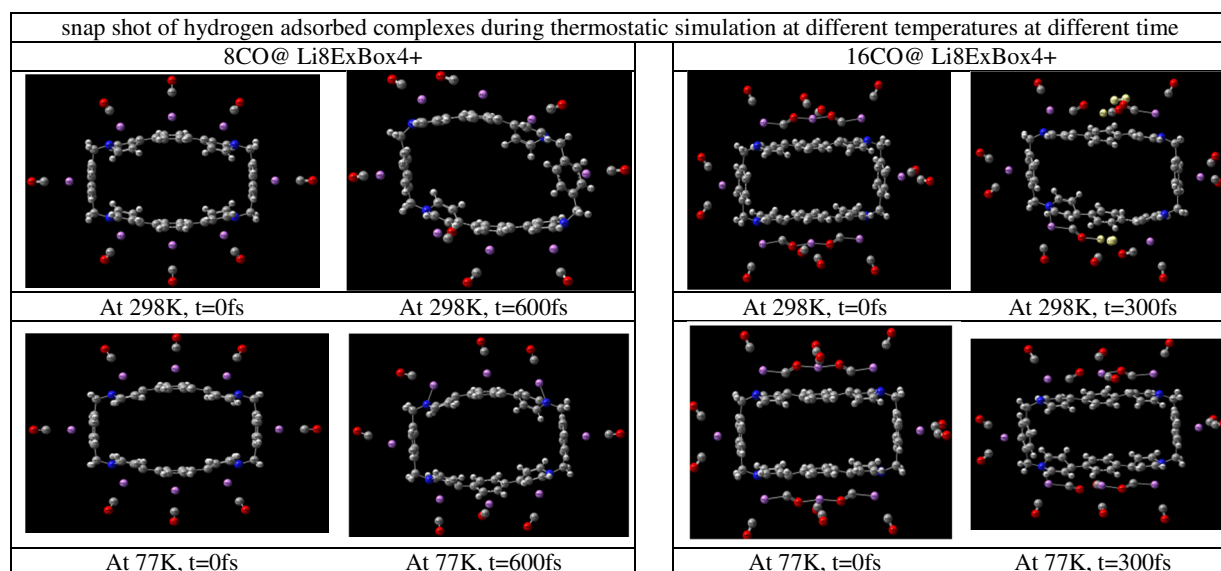 snap shot of hydrogen adsorbed complexes during thermostatic simulation at different temperatures at different time
8CO@ Li8ExBox4+
16CO@ Li8ExBox4+
At 298K, t=0fs
At 298K, t=600fs
At 298K, t=0fs
At 298K, t=300fs
At 77K, t=0fs
At 77K, t=600fs
At 77K, t=0fs
At 77K, t=300fs